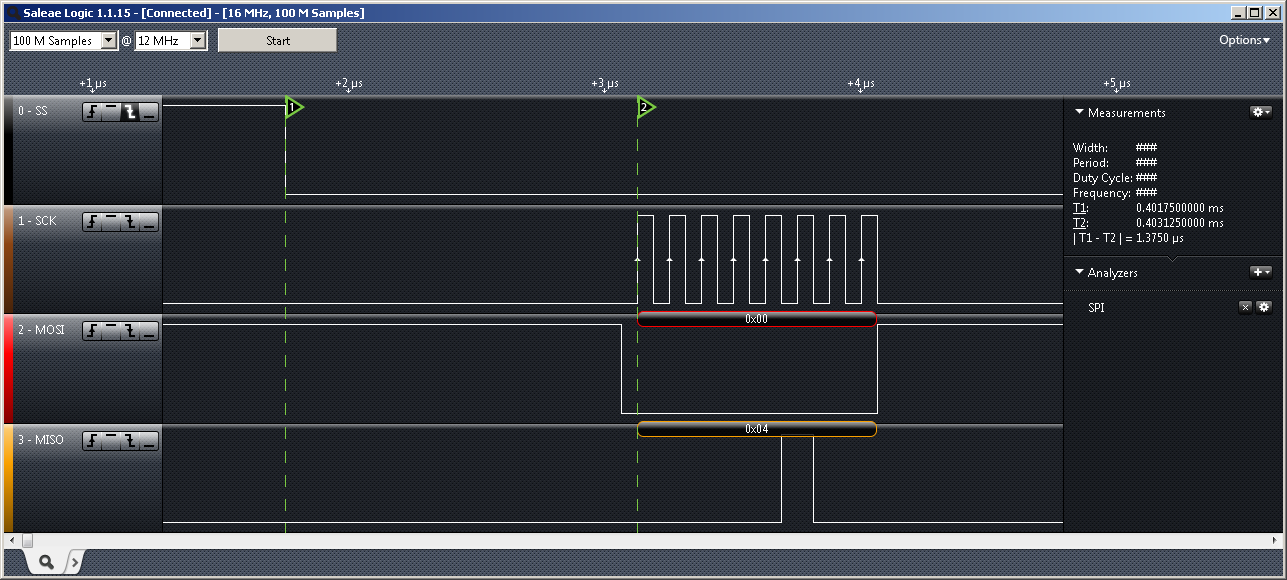 Saleae Logic 1.1.15 - [Connected] - [16 MHz, 100 M Samples]
100 M Samples @ 12 MHz Start Options
+1 µs +2 µs +3 µs +4 µs +5 µs
0 - SS
1 2
Measurements
Width: ###
Period: ###
Duty Cycle: ###
Frequency: ###
T1: 0.4017500000 ms
T2: 0.4031250000 ms
| T1 - T2 | = 1.3750 µs
1 - SCK
Analyzers
SPI
2 - MOSI
0x00
3 - MISO
0x04